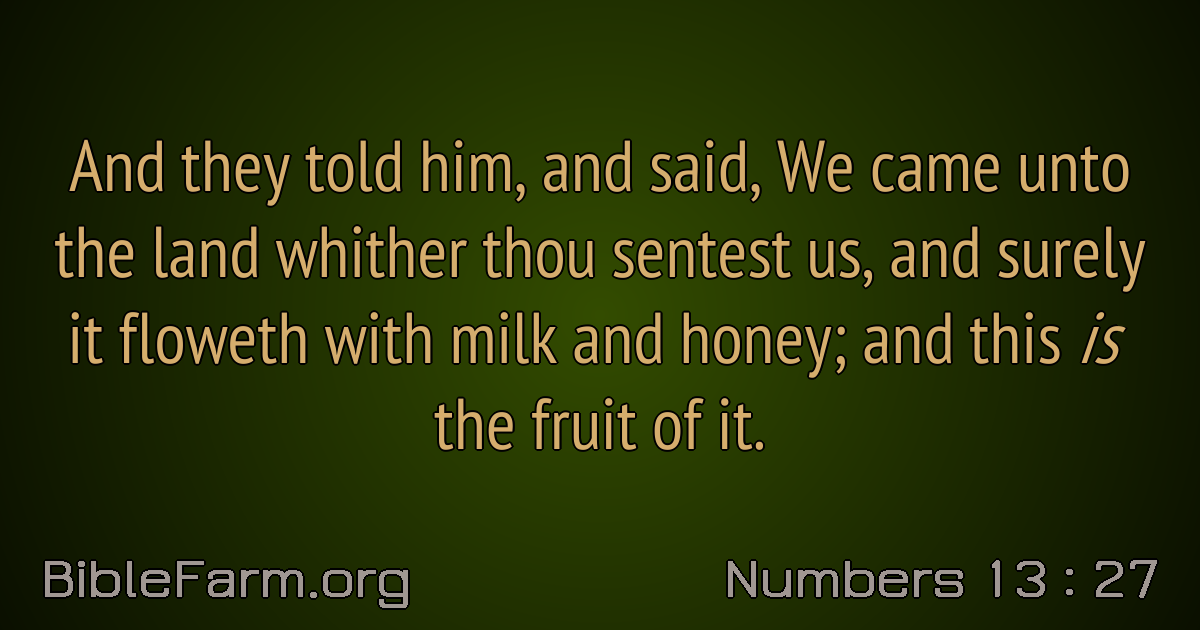 And they told him, and said, We came unto
the land whither thou sentest us, and surely
it floweth with milk and honey; and this is
the fruit of it.
BibleFarm.org
Numbers 13 : 27